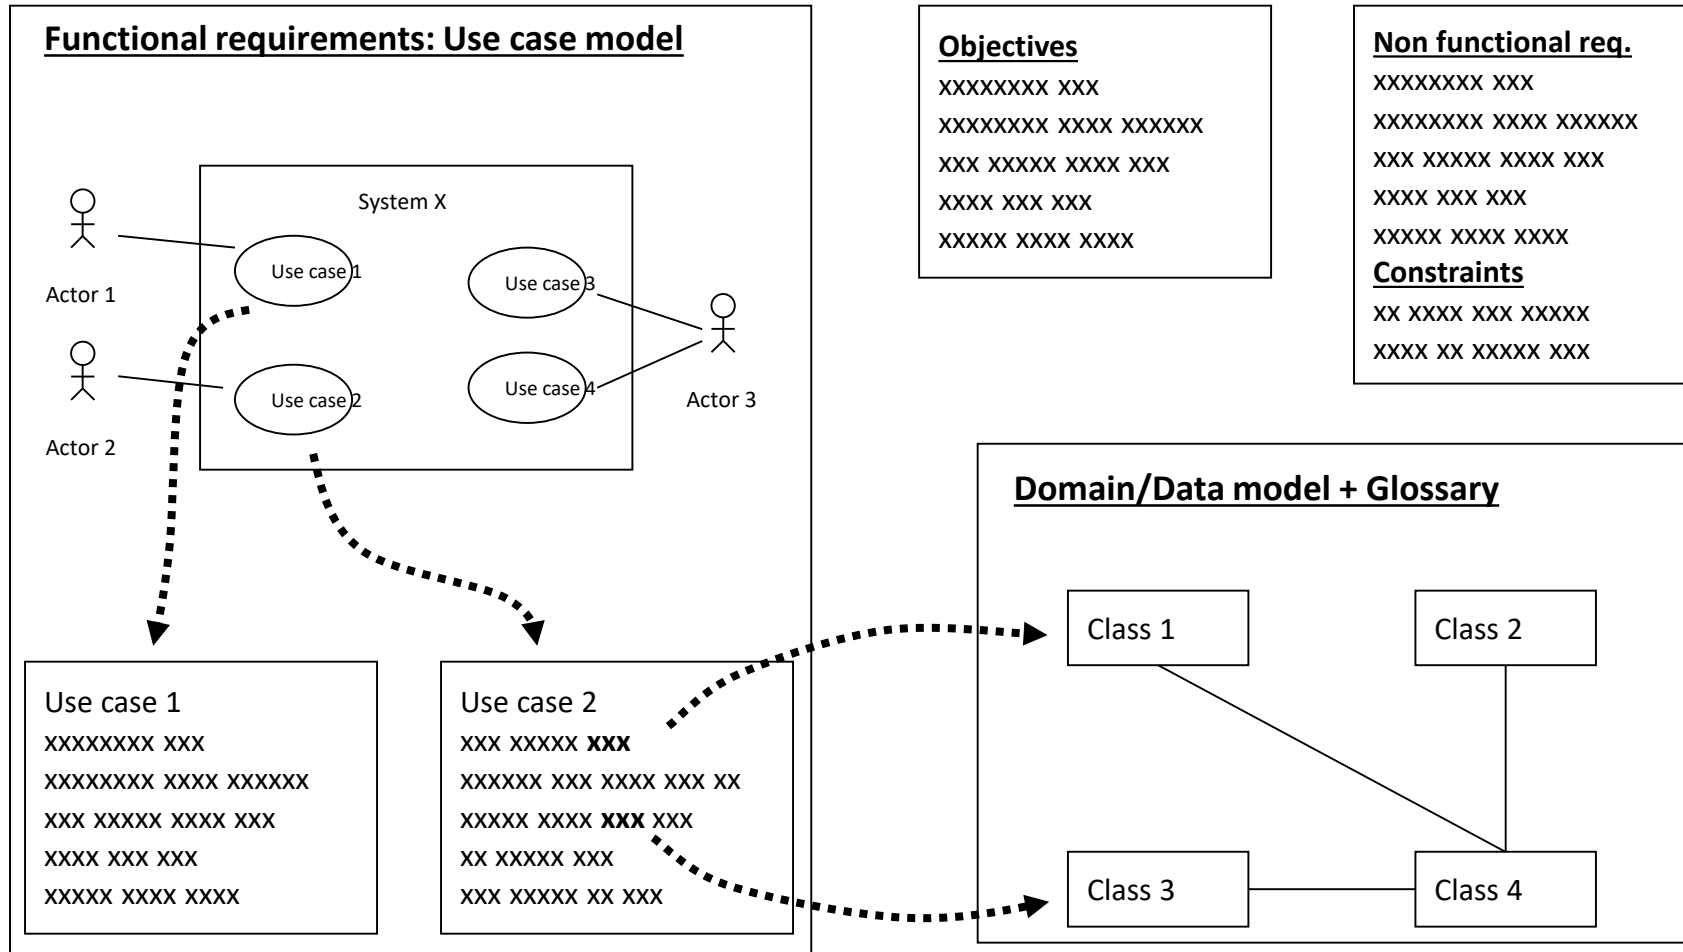 Functional requirements: Use case model
System X
Actor 1
Use case 1
Use case 3
Actor 2
Use case 2
Use case 4
Actor 3
Use case 1
xxxxxxxx xxx
xxxxxxxx xxxx xxxxxx
xxx xxxxx xxxx xxx
xxxx xxx xxx
xxxxx xxxx xxxx
Use case 2
xxx xxxxx xxx
xxxxxx xxx xxxx xxx xx
xxxxx xxxx xxx xxx
xx xxxxx xxx
xxx xxxxx xx xxx
Objectives
xxxxxxxx xxx
xxxxxxxx xxxx xxxxxx
xxx xxxxx xxxx xxx
xxxx xxx xxx
xxxxx xxxx xxxx
Non functional req.
xxxxxxxx xxx
xxxxxxxx xxxx xxxxxx
xxx xxxxx xxxx xxx
xxxx xxx xxx
xxxxx xxxx xxxx
Constraints
xx xxxx xxx xxxxx
xxxx xx xxxxx xxx
Domain/Data model + Glossary
Class 1
Class 2
Class 3
Class 4